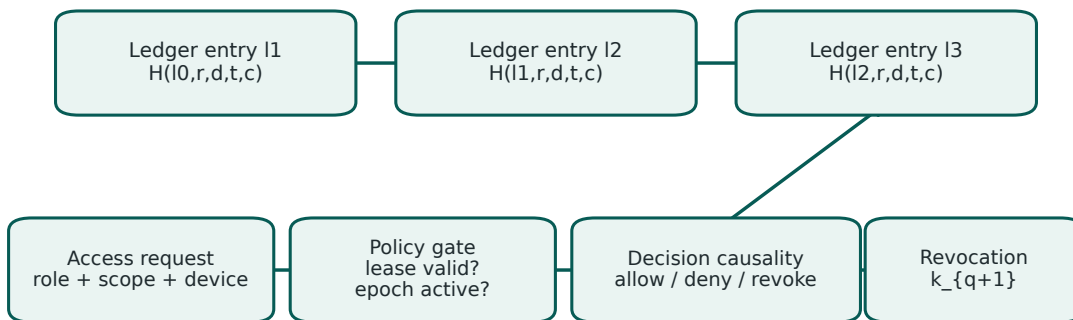 Ledger entry l1
H(l0,r,d,t,c)
Ledger entry l2
H(l1,r,d,t,c)
Ledger entry l3
H(l2,r,d,t,c)
Access request
role + scope + device
Policy gate
lease valid?
epoch active?
Decision causality
allow / deny / revoke
Revocation
k_{q+1}